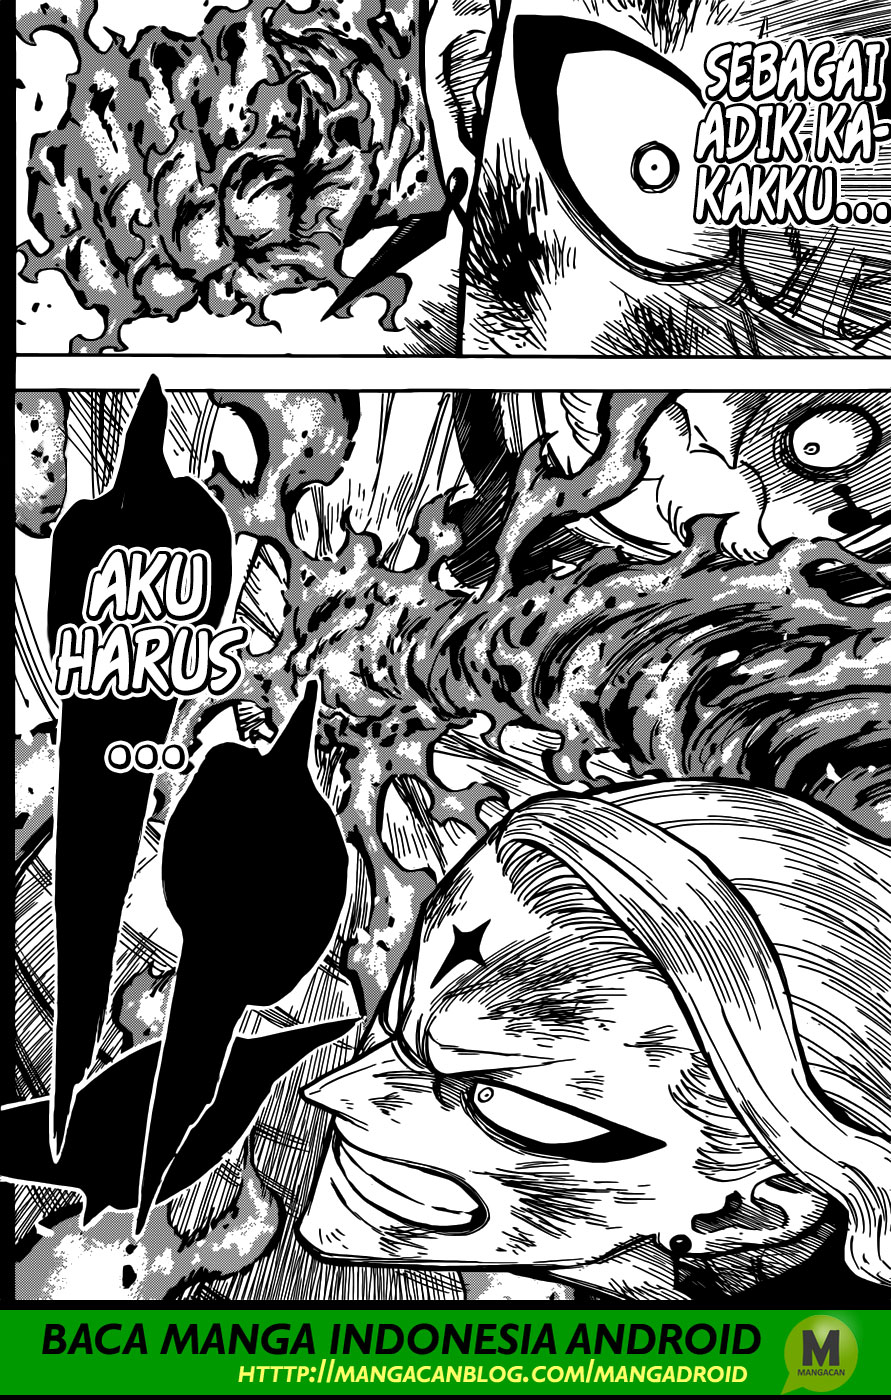 SEBAGAI
ADIK KA-
KAKKU...
AKU
HARUS
...
BACA MANGA INDONESIA ANDROID
HTTTP://MANGACANBLOG.COM/MANGADROID
M
MANGACAN